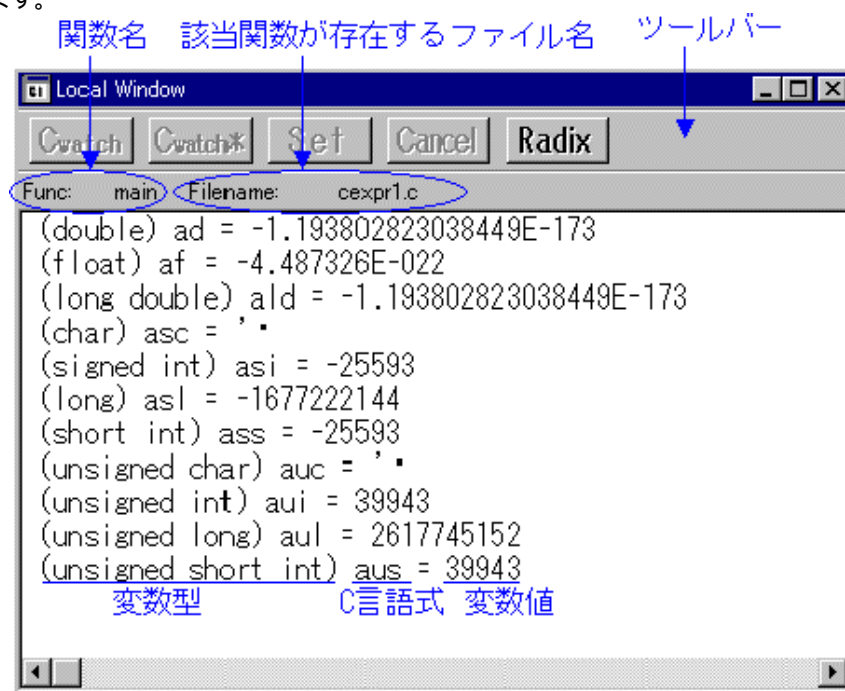 ます。
関数名 該当関数が存在するファイル名 ツールバー
Local Window
Cwatch Cwatch* Set Cancel Radix
Func: main Filename: cexpr1.c
(double) ad = -1.193802823038449E-173
(float) af = -4.487326E-022
(long double) ald = -1.193802823038449E-173
(char) asc = '･
(signed int) asi = -25593
(long) asl = -1677222144
(short int) ass = -25593
(unsigned char) auc = '･
(unsigned int) aui = 39943
(unsigned long) aul = 2617745152
(unsigned short int) aus = 39943
変数型 C言語式 変数値